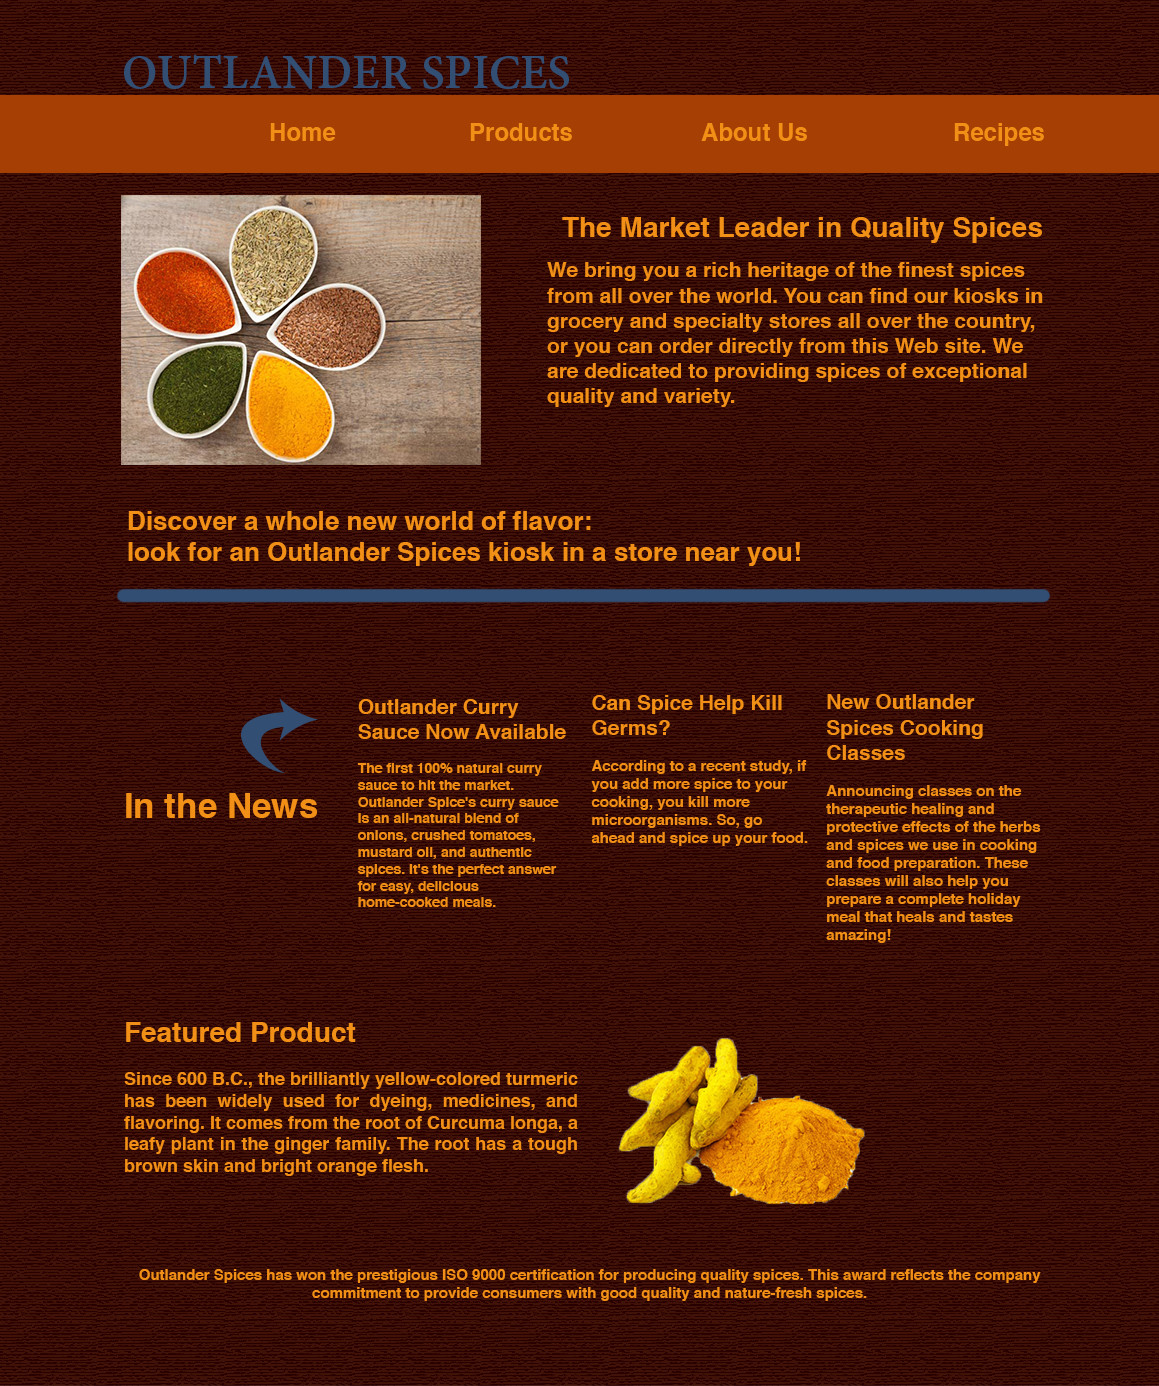 OUTLANDER SPICES
Home Products About Us Recipes
The Market Leader in Quality Spices
We bring you a rich heritage of the finest spices
from all over the world. You can find our kiosks in
grocery and specialty stores all over the country,
or you can order directly from this Web site. We
are dedicated to providing spices of exceptional
quality and variety.
Discover a whole new world of flavor:
look for an Outlander Spices kiosk in a store near you!
In the News
Outlander Curry
Sauce Now Available
The first 100% natural curry
sauce to hit the market.
Outlander Spice's curry sauce
is an all-natural blend of
onions, crushed tomatoes,
mustard oil, and authentic
spices. It's the perfect answer
for easy, delicious
home-cooked meals.
Can Spice Help Kill
Germs?
According to a recent study, if
you add more spice to your
cooking, you kill more
microorganisms. So, go
ahead and spice up your food.
New Outlander
Spices Cooking
Classes
Announcing classes on the
therapeutic healing and
protective effects of the herbs
and spices we use in cooking
and food preparation. These
classes will also help you
prepare a complete holiday
meal that heals and tastes
amazing!
Featured Product
Since 600 B.C., the brilliantly yellow-colored turmeric
has been widely used for dyeing, medicines, and
flavoring. It comes from the root of Curcuma longa, a
leafy plant in the ginger family. The root has a tough
brown skin and bright orange flesh.
Outlander Spices has won the prestigious ISO 9000 certification for producing quality spices. This award reflects the company
commitment to provide consumers with good quality and nature-fresh spices.